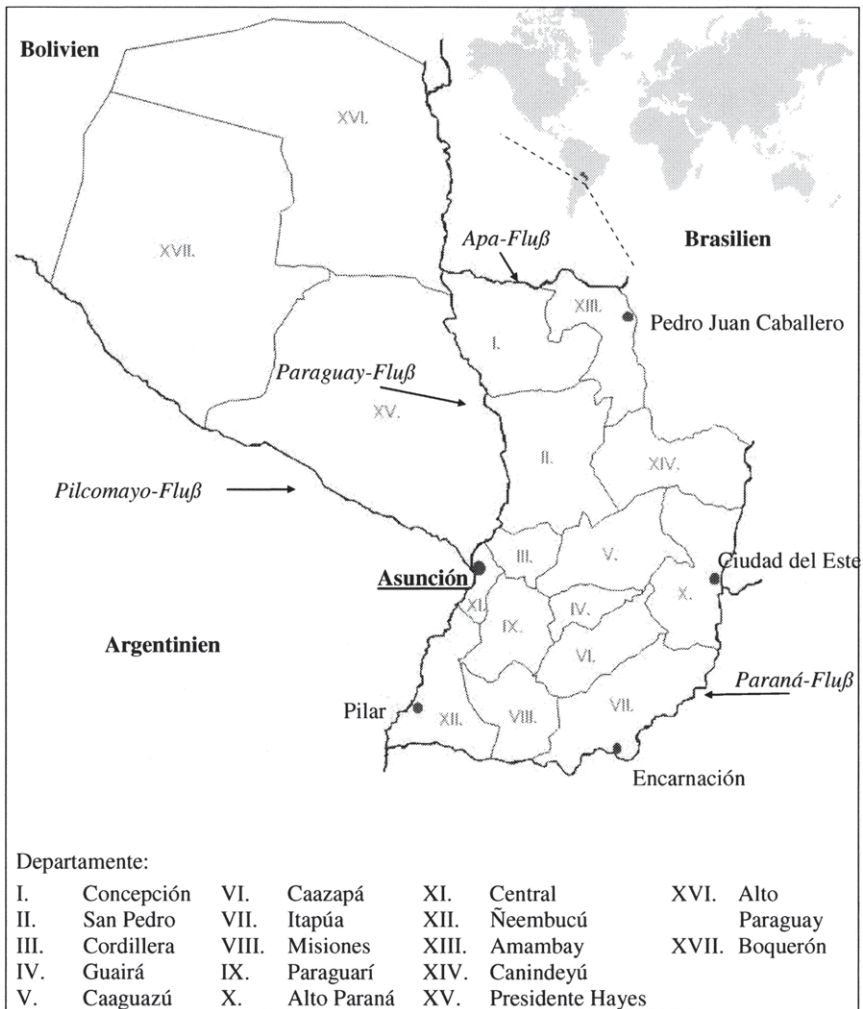 Bolivien
XVI.
XVII.
Apa-Fluß
Brasilien
XIII.
Pedro Juan Caballero
I.
Paraguay-Fluß
XV.
II.
XIV.
Pilcomayo-Fluß
III.
V.
Ciudad del Este
Asunción
XI.
X.
IX.
IV.
Argentinien
VI.
Paraná-Fluß
Pilar
XII.
VIII.
VII.
Encarnación
Departamente:
I. Concepción VI. Caazapá XI. Central XVI. Alto
II. San Pedro VII. Itapúa XII. Ñeembucú Paraguay
III. Cordillera VIII. Misiones XIII. Amambay XVII. Boquerón
IV. Guairá IX. Paraguarí XIV. Canindeyú
V. Caaguazú X. Alto Paraná XV. Presidente Hayes